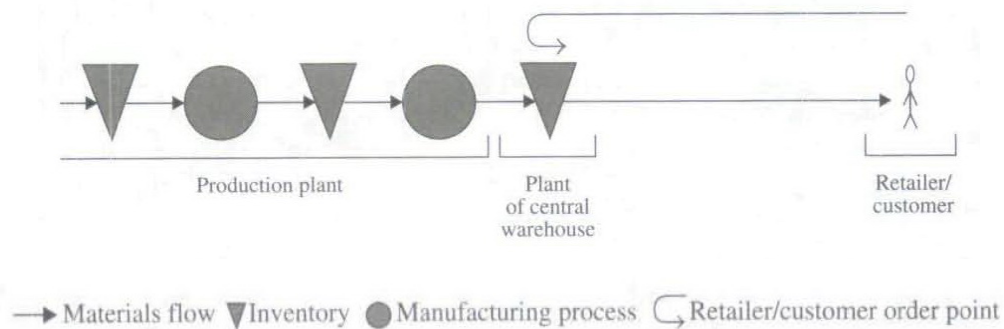 Production plant
Plant
of central
warehouse
Retailer/
customer
Materials flow Inventory Manufacturing process Retailer/customer order point